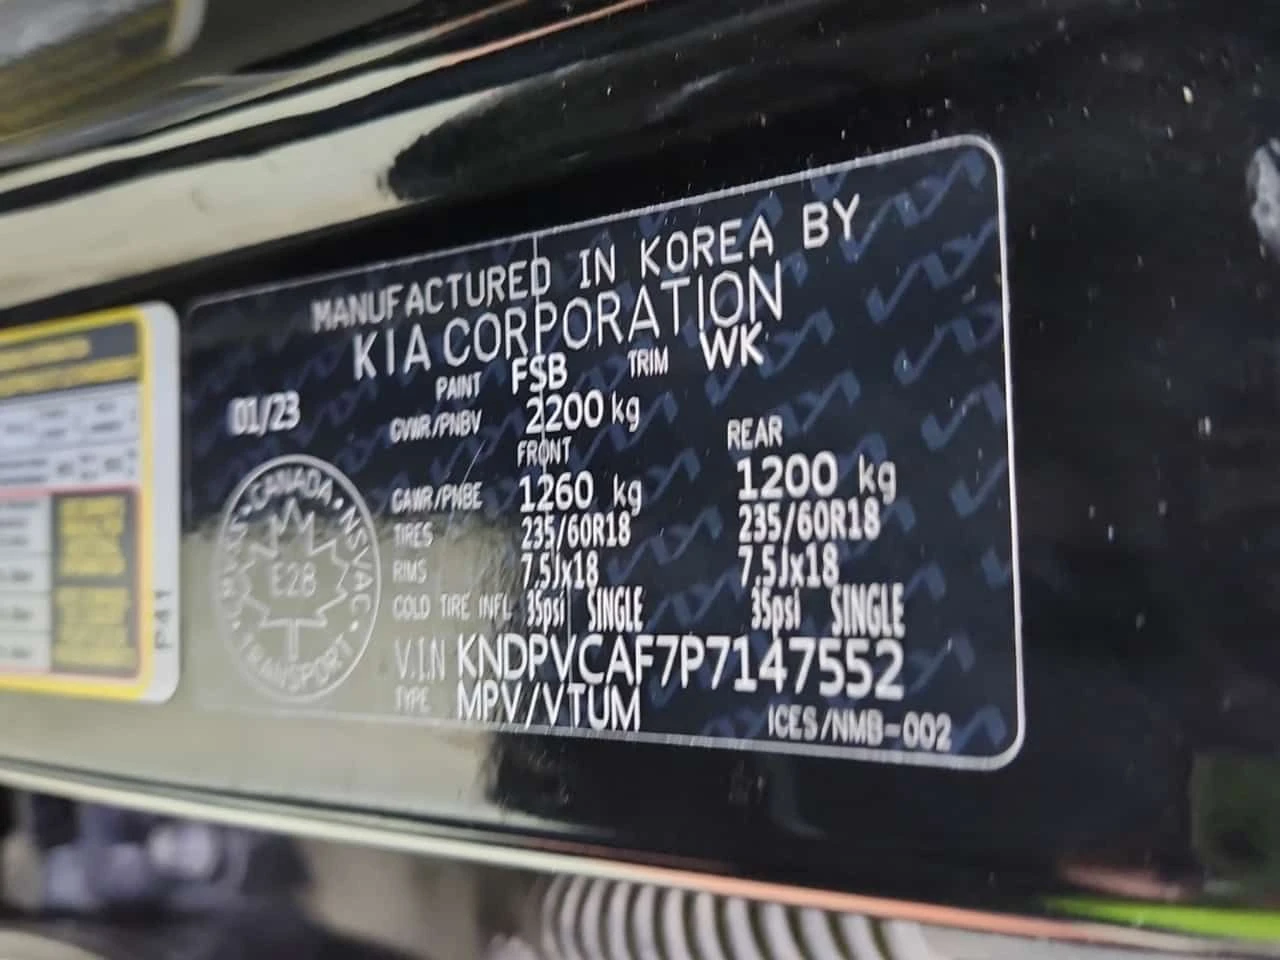 MANUFACTURED IN KOREA BY
KIA CORPORATION
PAINT FSB TRIM WK
01/23 GVWR/PNBV 2200 kg
FRONT REAR
GAWR/PNBE 1260 kg 1200 kg
TIRES 235/60R18 235/60R18
RIMS 7.5Jx18 7.5Jx18
COLD TIRE INFL 35psi SINGLE 35psi SINGLE
V.I.N KNDPVCAF7P7147552
TYPE MPV/VTUM
ICES/NMB-002
CANADA · NSVAC · TRANSPORT ·
E28
P41